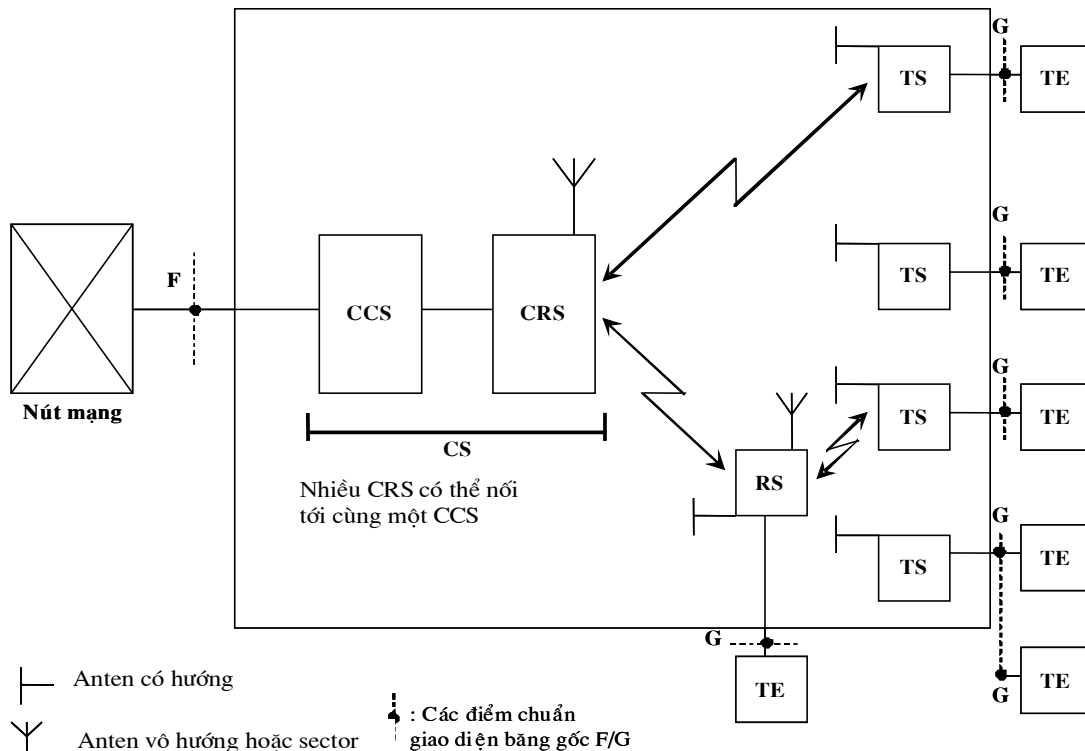 G
TS
TE
G
TS
TE
F
CCS
CRS
Nút mạng
G
TS
TE
CS
Nhiều CRS có thể nối
tới cùng một CCS
RS
G
TS
TE
G
TE
G
TE
Anten có hướng
: Các điểm chuẩn
giao diện băng gốc F/G
Anten vô hướng hoặc sector